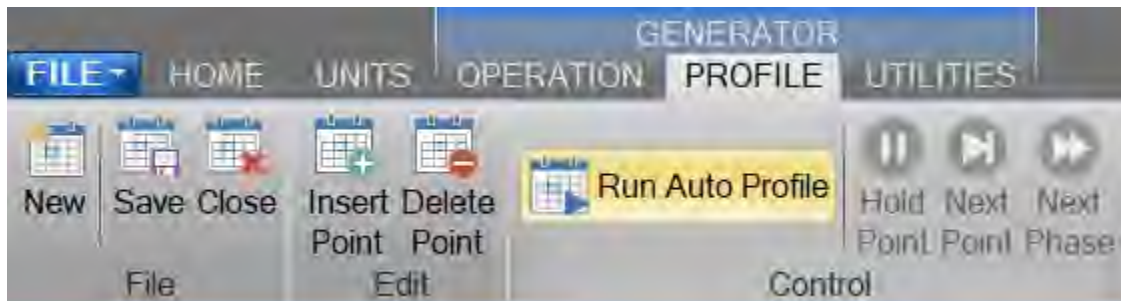 GENERATOR
FILE HOME UNITS OPERATION PROFILE UTILITIES
New Save Close Insert Point Delete Point Run Auto Profile Hold Point Next Point Next Phase
File Edit Control